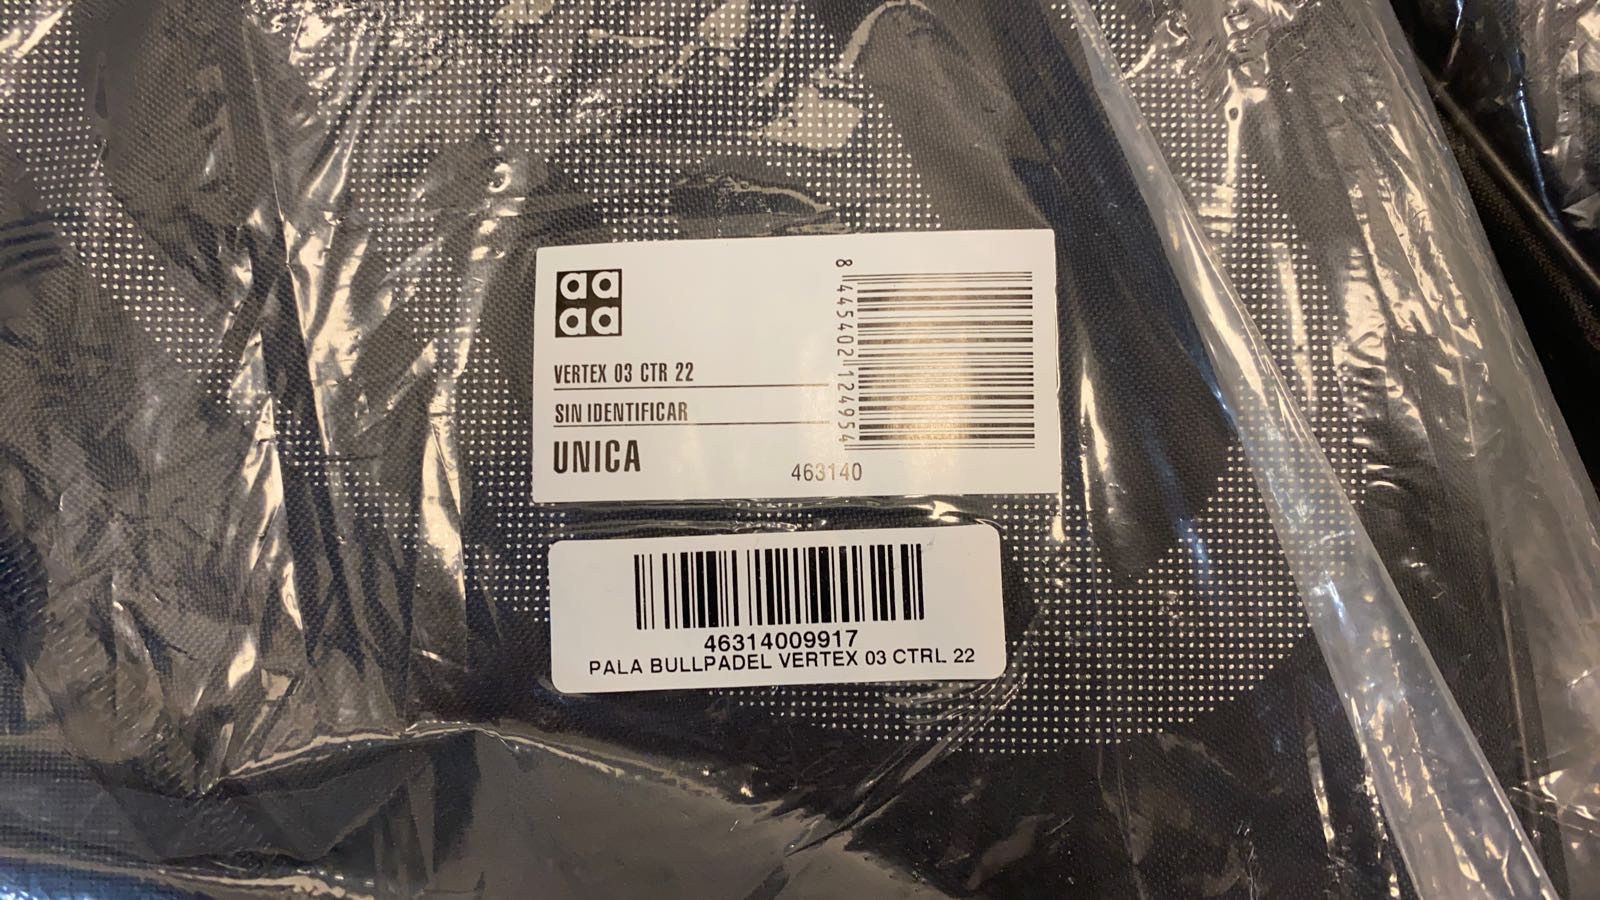 aa
aa
VERTEX 03 CTR 22
SIN IDENTIFICAR
UNICA
8 445402 124954
463140
46314009917
PALA BULLPADEL VERTEX 03 CTRL 22